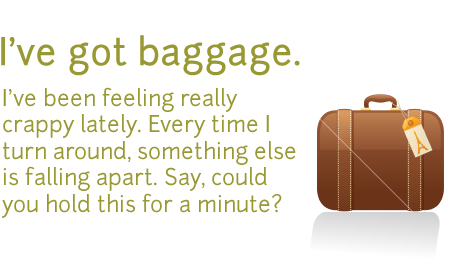 I've got baggage.
I've been feeling really
crappy lately. Every time I
turn around, something else
is falling apart. Say, could
you hold this for a minute?
A